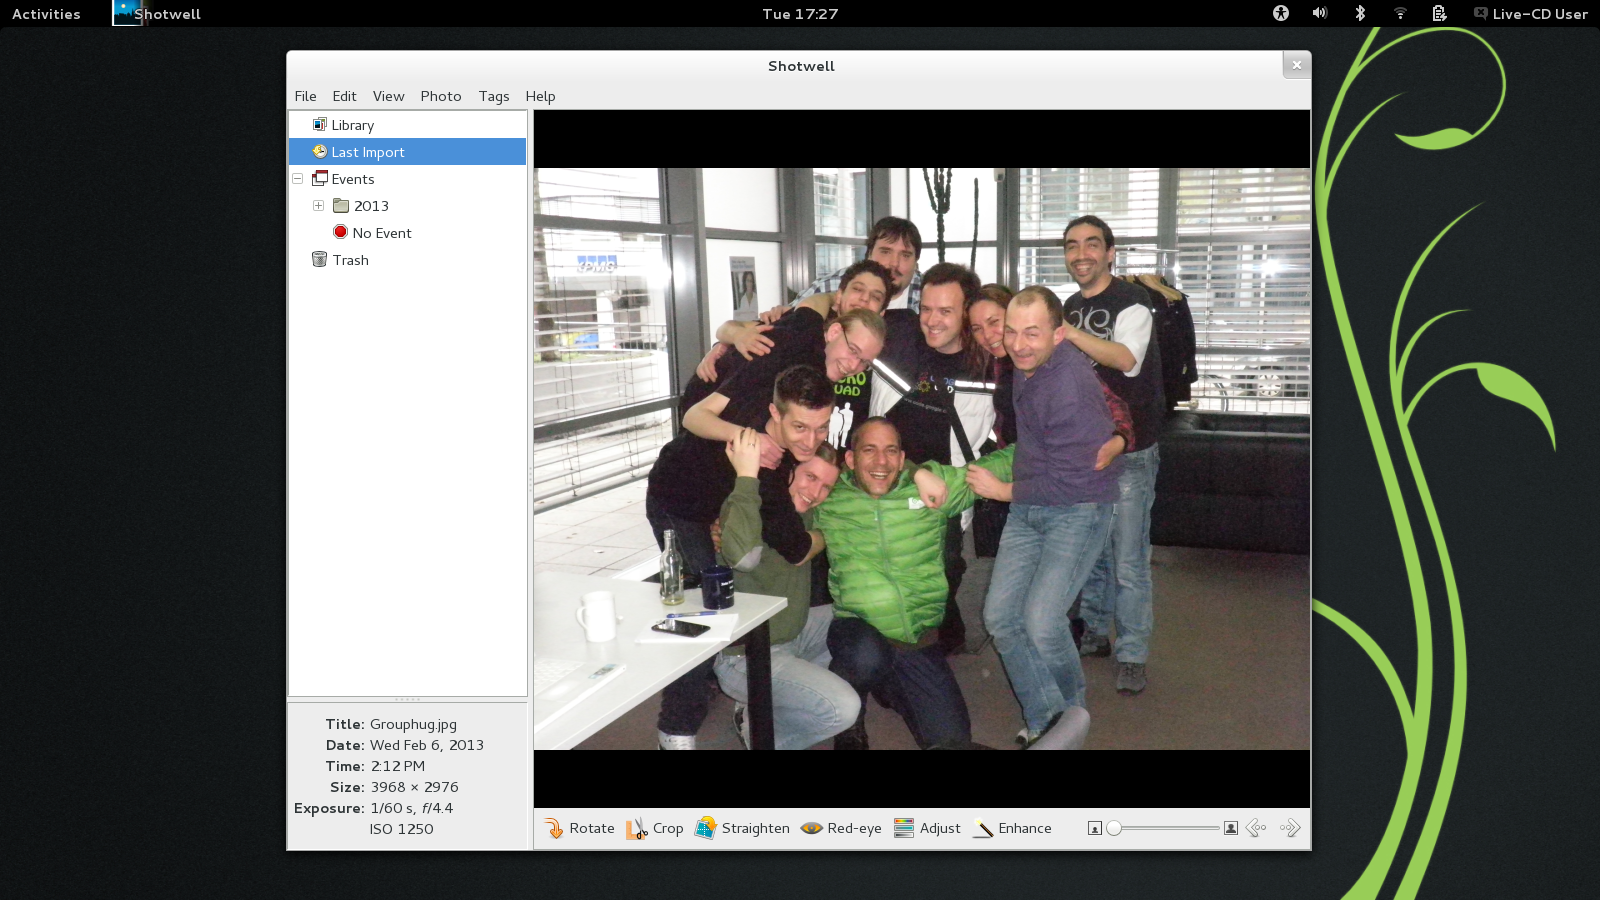 Activities Shotwell Tue 17:27 Live-CD User
Shotwell
File Edit View Photo Tags Help
Library
Last Import
Events
2013
No Event
Trash
KPMG
Title: Grouphug.jpg
Date: Wed Feb 6, 2013
Time: 2:12 PM
Size: 3968 × 2976
Exposure: 1/60 s, f/4.4
ISO 1250
Rotate Crop Straighten Red-eye Adjust Enhance